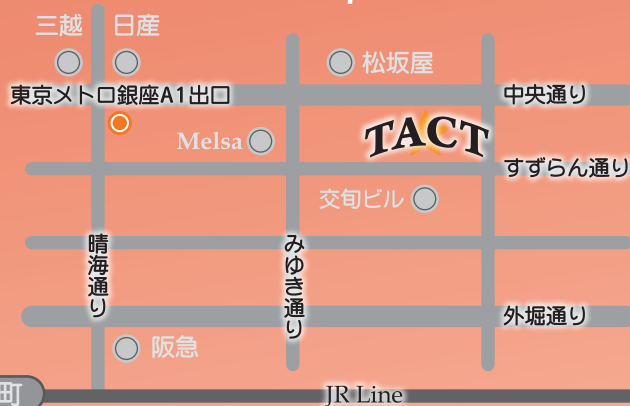 三越
日産
松坂屋
東京メトロ銀座A1出口
中央通り
Melsa
TACT
すずらん通り
交旬ビル
晴海通り
みゆき通り
外堀通り
阪急
町
JR Line